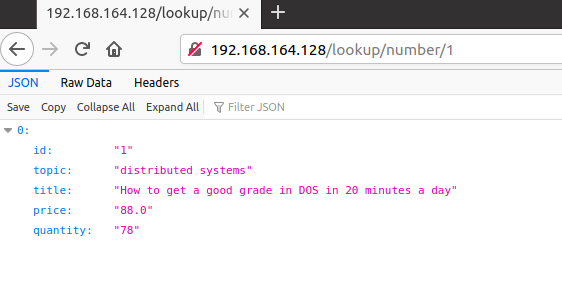 192.168.164.128/lookup/nu
192.168.164.128/lookup/number/1
JSON Raw Data Headers
Save Copy Collapse All Expand All Filter JSON
0:
id: "1"
topic: "distributed systems"
title: "How to get a good grade in DOS in 20 minutes a day"
price: "88.0"
quantity: "78"